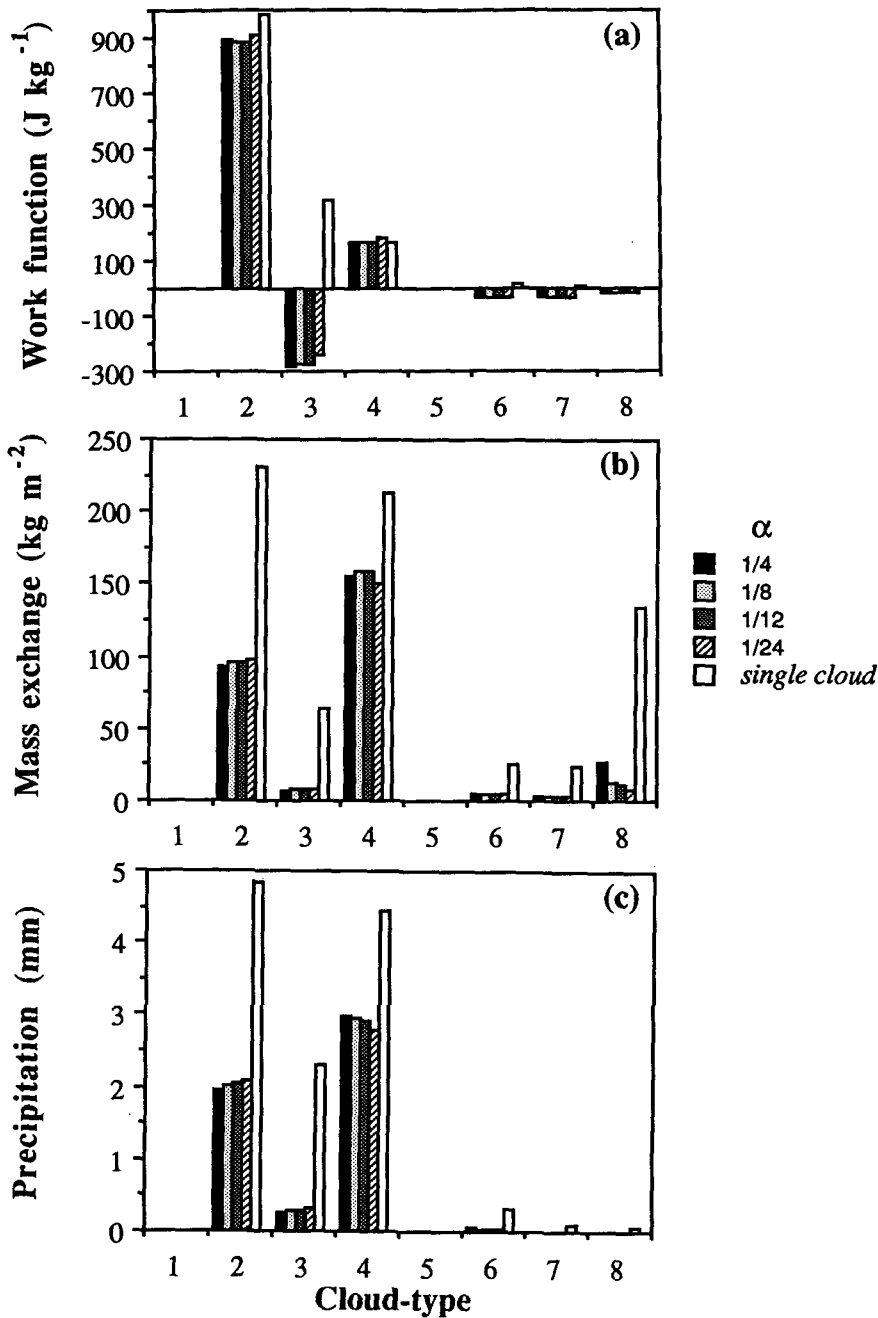 (a)
Work function (J kg⁻¹)
900
700
500
300
100
-100
-300
1 2 3 4 5 6 7 8
(b)
Mass exchange (kg m⁻²)
250
200
150
100
50
0
1 2 3 4 5 6 7 8
α
1/4
1/8
1/12
1/24
single cloud
(c)
Precipitation (mm)
5
4
3
2
1
0
1 2 3 4 5 6 7 8
Cloud-type